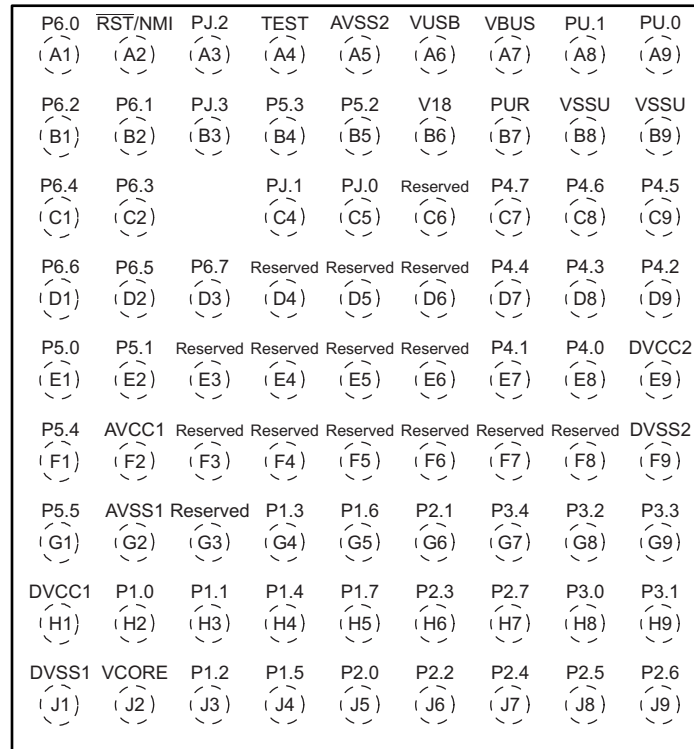 P6.0 RST/NMI PJ.2 TEST AVSS2 VUSB VBUS PU.1 PU.0
A1 A2 A3 A4 A5 A6 A7 A8 A9
P6.2 P6.1 PJ.3 P5.3 P5.2 V18 PUR VSSU VSSU
B1 B2 B3 B4 B5 B6 B7 B8 B9
P6.4 P6.3 PJ.1 PJ.0 Reserved P4.7 P4.6 P4.5
C1 C2 C4 C5 C6 C7 C8 C9
P6.6 P6.5 P6.7 Reserved Reserved Reserved P4.4 P4.3 P4.2
D1 D2 D3 D4 D5 D6 D7 D8 D9
P5.0 P5.1 Reserved Reserved Reserved Reserved P4.1 P4.0 DVCC2
E1 E2 E3 E4 E5 E6 E7 E8 E9
P5.4 AVCC1 Reserved Reserved Reserved Reserved Reserved Reserved DVSS2
F1 F2 F3 F4 F5 F6 F7 F8 F9
P5.5 AVSS1 Reserved P1.3 P1.6 P2.1 P3.4 P3.2 P3.3
G1 G2 G3 G4 G5 G6 G7 G8 G9
DVCC1 P1.0 P1.1 P1.4 P1.7 P2.3 P2.7 P3.0 P3.1
H1 H2 H3 H4 H5 H6 H7 H8 H9
DVSS1 VCORE P1.2 P1.5 P2.0 P2.2 P2.4 P2.5 P2.6
J1 J2 J3 J4 J5 J6 J7 J8 J9